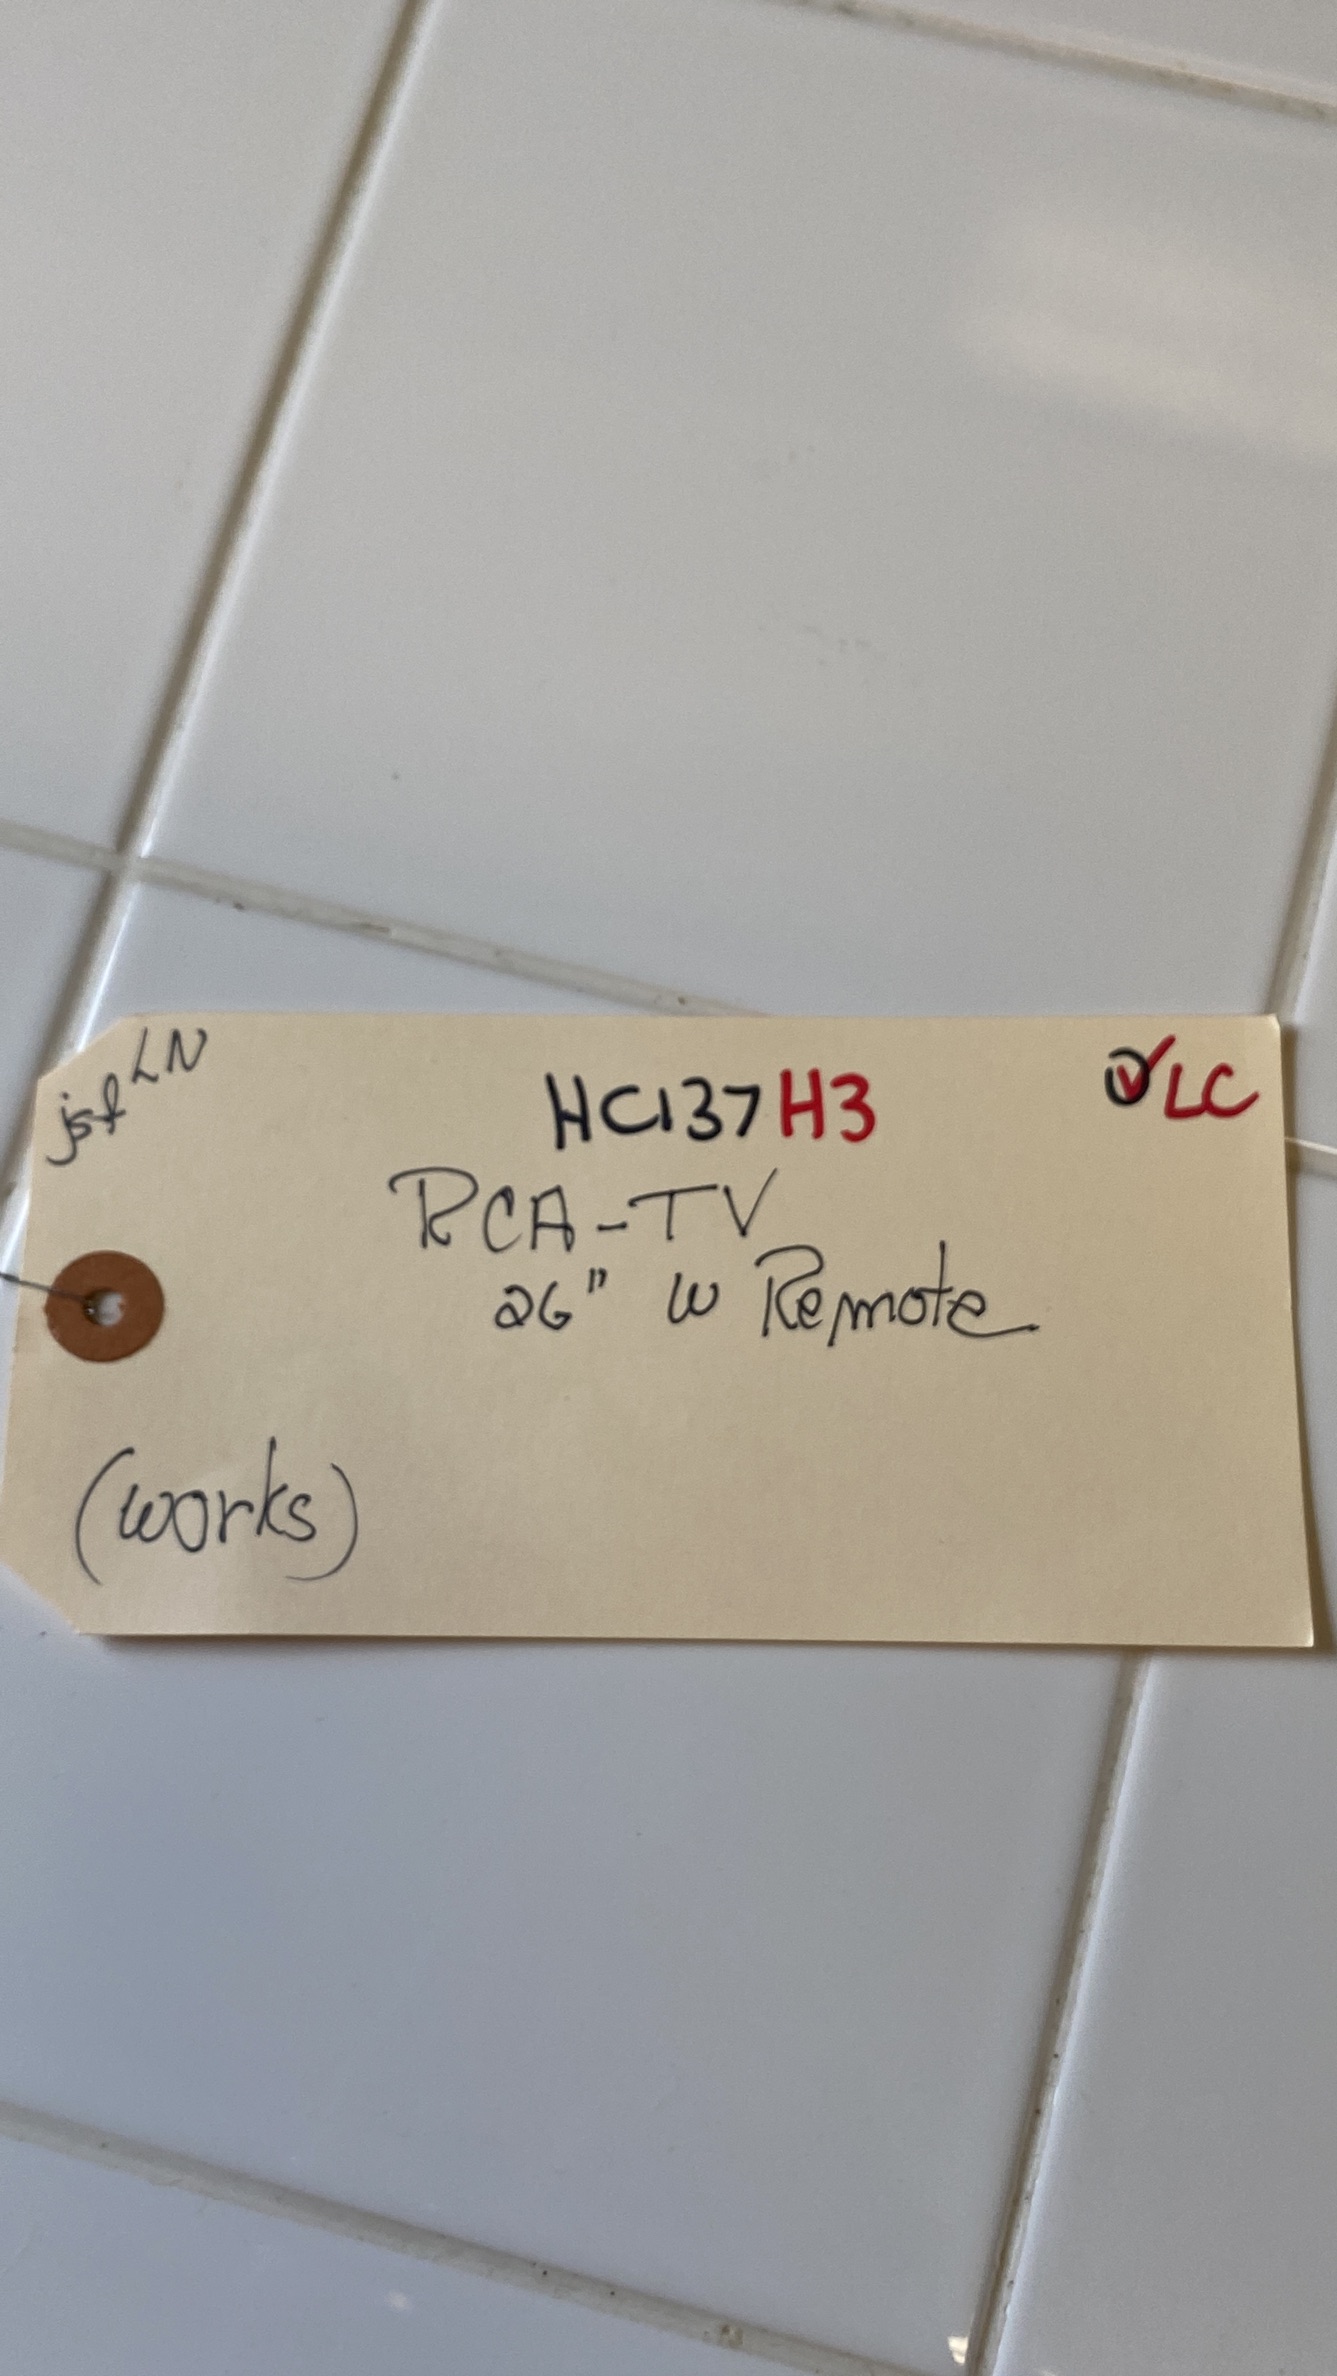 LN
jsf
HC137H3
✓LC
RCA-TV
26" w Remote
(works)